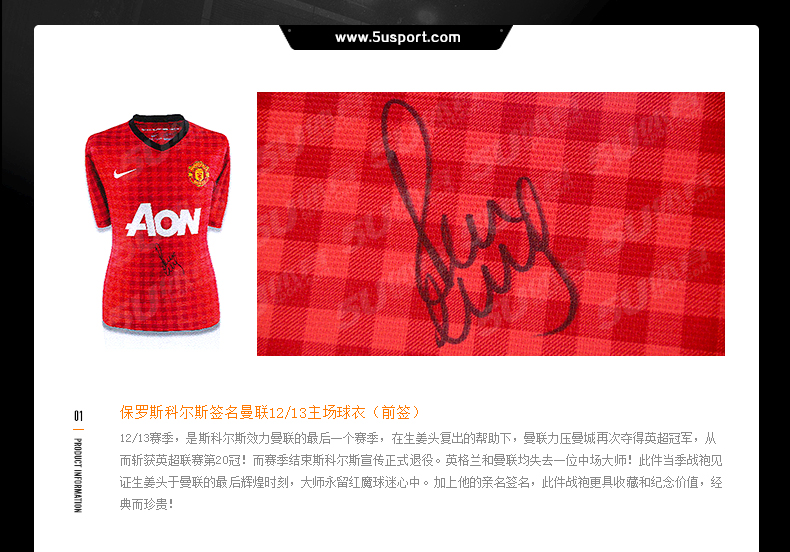 www.5usport.com
AON
01
PRODUCT INFORMATION
保罗斯科尔斯签名曼联12/13主场球衣（前签）
12/13赛季，是斯科尔斯效力曼联的最后一个赛季，在生姜头复出的帮助下，曼联力压曼城再次夺得英超冠军，从
而斩获英超联赛第20冠！而赛季结束斯科尔斯宣传正式退役。英格兰和曼联均失去一位中场大师！此件当季战袍见
证生姜头于曼联的最后辉煌时刻，大师永留红魔球迷心中。加上他的亲名签名，此件战袍更具收藏和纪念价值，经
典而珍贵！